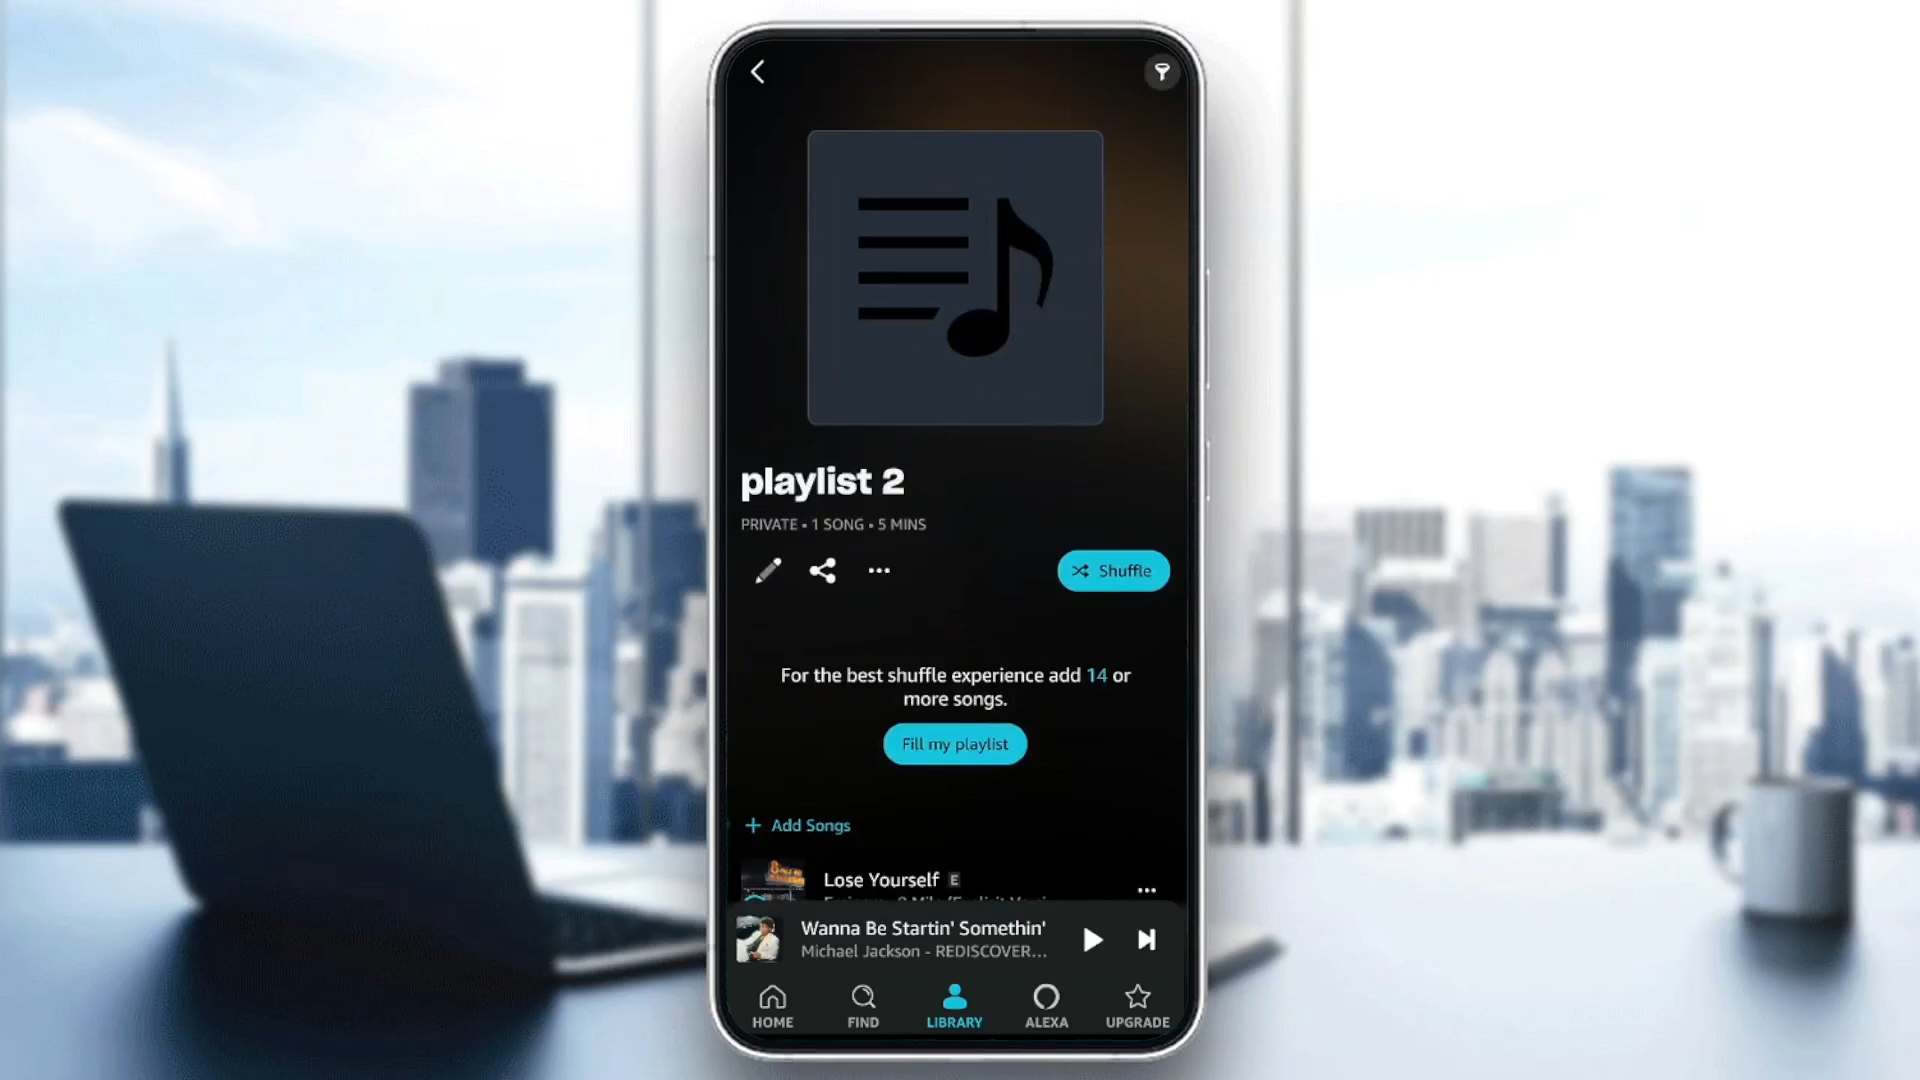 playlist 2
PRIVATE • 1 SONG • 5 MINS
Shuffle
For the best shuffle experience add 14 or
more songs.
Fill my playlist
+ Add Songs
Lose Yourself E
Wanna Be Startin' Somethin'
Michael Jackson - REDISCOVER...
HOME FIND LIBRARY ALEXA UPGRADE